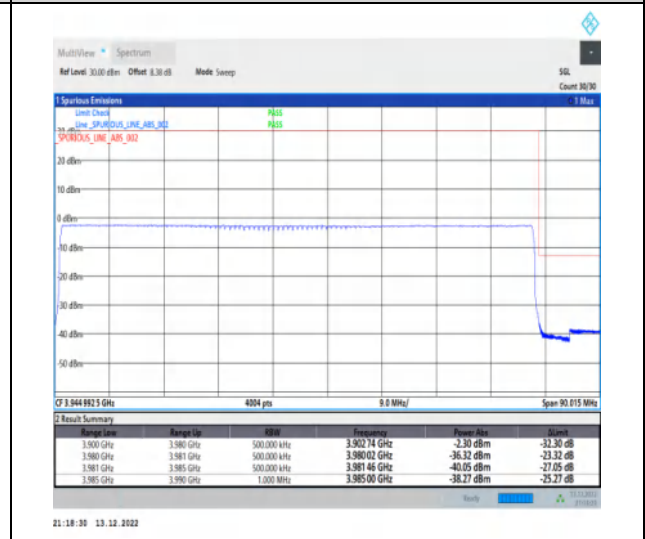 MultiView Spectrum
Ref Level 30.00 dBm Offset 8.38 dB Mode Sweep SGL
Count 30/30
1 Spurious Emissions 1 Max
Limit Check PASS
Line _SPURIOUS_LINE_ABS_002 PASS
_SPURIOUS_LINE_ABS_002
20 dBm
10 dBm
0 dBm
-10 dBm
-20 dBm
-30 dBm
-40 dBm
-50 dBm
CF 3.944 992 5 GHz 4004 pts 9.0 MHz/ Span 90.015 MHz
2 Result Summary
Range Low Range Up RBW Frequency Power Abs ΔLimit
3.900 GHz 3.980 GHz 500.000 kHz 3.902 74 GHz -2.30 dBm -32.30 dB
3.980 GHz 3.981 GHz 500.000 kHz 3.980 02 GHz -36.32 dBm -23.32 dB
3.981 GHz 3.985 GHz 500.000 kHz 3.981 46 GHz -40.05 dBm -27.05 dB
3.985 GHz 3.990 GHz 1.000 MHz 3.985 00 GHz -38.27 dBm -25.27 dB
Ready 13.12.2022
21:18:30 13.12.2022